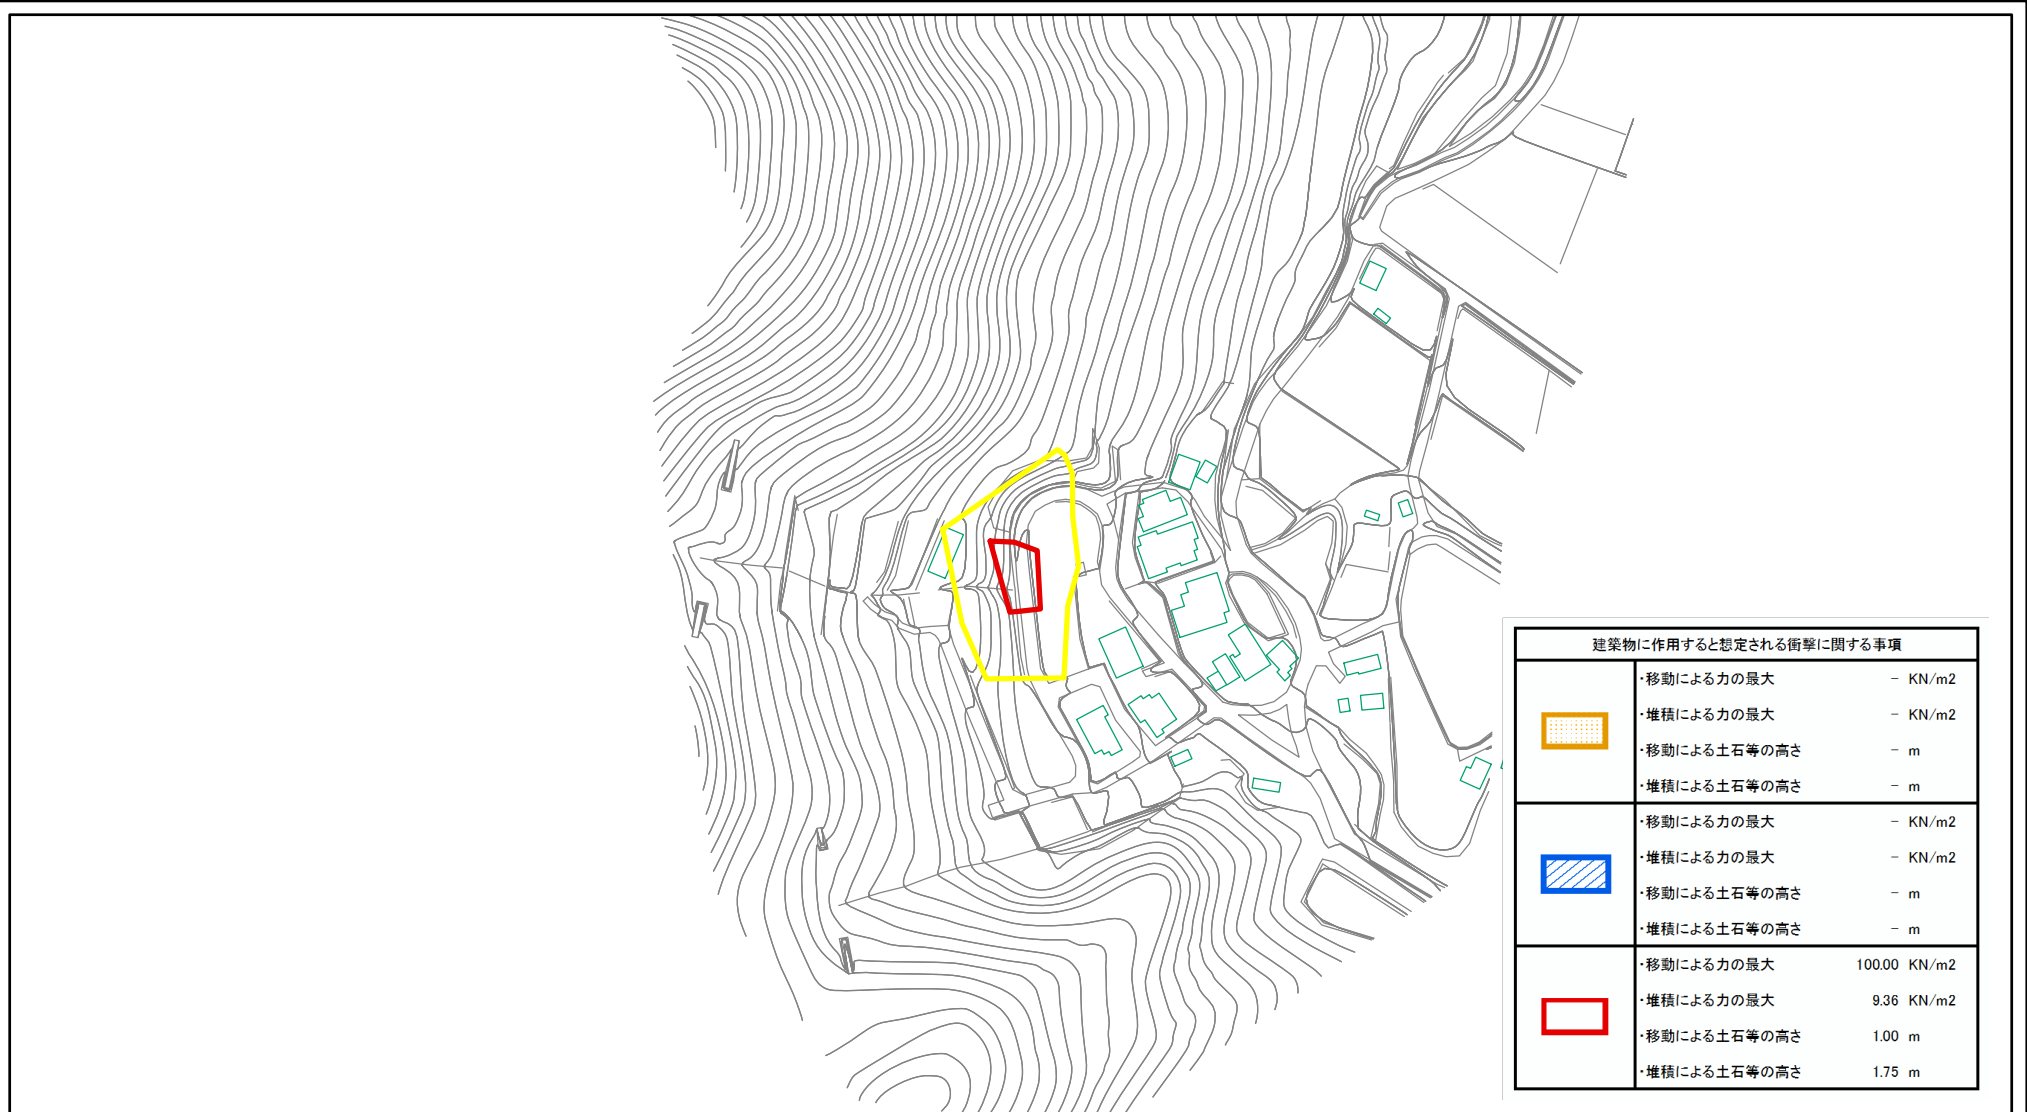 建築物に作用すると想定される衝撃に関する事項
・移動による力の最大 － KN/m2
・堆積による力の最大 － KN/m2
・移動による土石等の高さ － m
・堆積による土石等の高さ － m
・移動による力の最大 － KN/m2
・堆積による力の最大 － KN/m2
・移動による土石等の高さ － m
・堆積による土石等の高さ － m
・移動による力の最大 100.00 KN/m2
・堆積による力の最大 9.36 KN/m2
・移動による土石等の高さ 1.00 m
・堆積による土石等の高さ 1.75 m